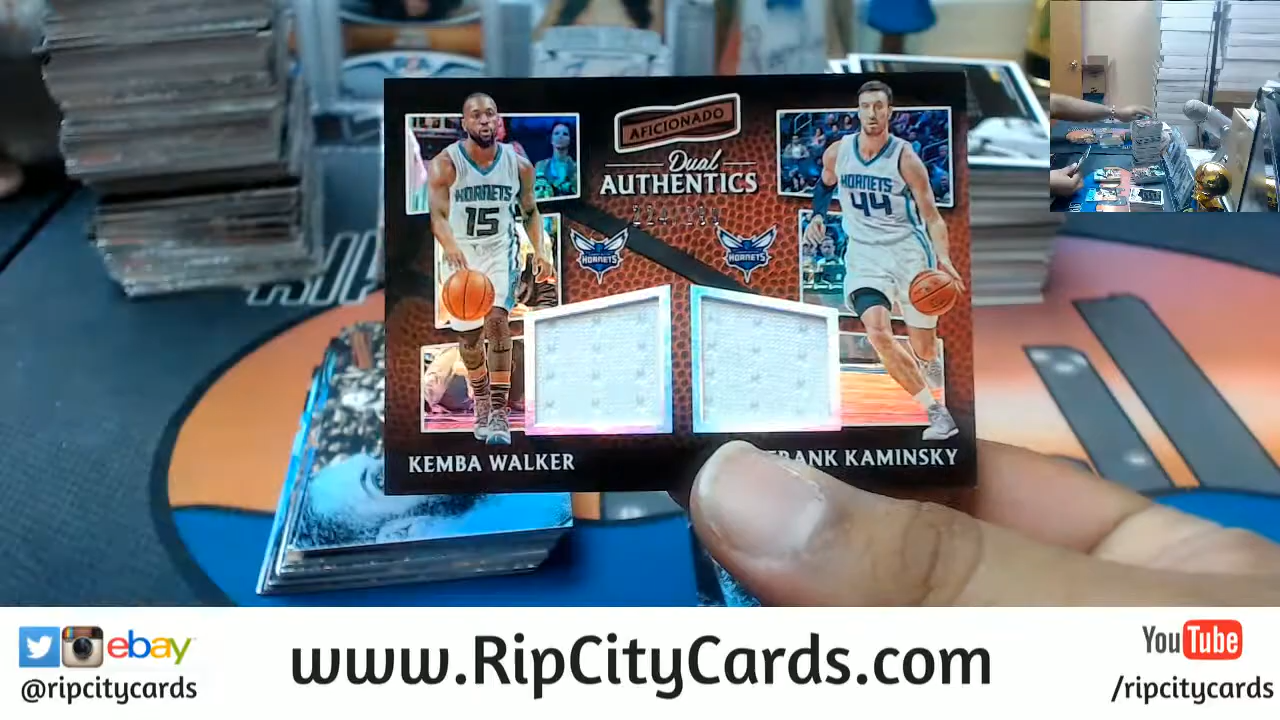 AFICIONADO
Dual
AUTHENTICS
HORNETS
15
HORNETS
44
HORNETS
HORNETS
KEMBA WALKER
FRANK KAMINSKY
ebay
@ripcitycards
www.RipCityCards.com
YouTube
/ripcitycards